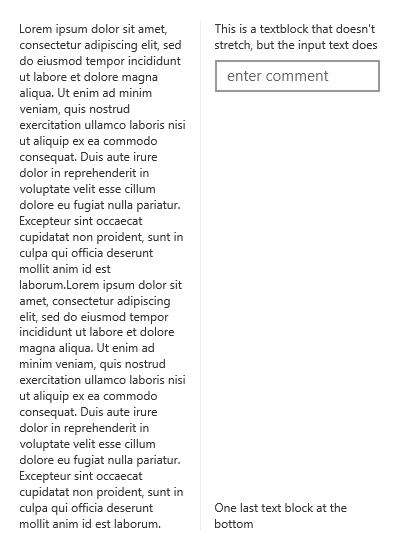 Lorem ipsum dolor sit amet,
consectetur adipiscing elit, sed
do eiusmod tempor incididunt
ut labore et dolore magna
aliqua. Ut enim ad minim
veniam, quis nostrud
exercitation ullamco laboris nisi
ut aliquip ex ea commodo
consequat. Duis aute irure
dolor in reprehenderit in
voluptate velit esse cillum
dolore eu fugiat nulla pariatur.
Excepteur sint occaecat
cupidatat non proident, sunt in
culpa qui officia deserunt
mollit anim id est
laborum.Lorem ipsum dolor sit
amet, consectetur adipiscing
elit, sed do eiusmod tempor
incididunt ut labore et dolore
magna aliqua. Ut enim ad
minim veniam, quis nostrud
exercitation ullamco laboris nisi
ut aliquip ex ea commodo
consequat. Duis aute irure
dolor in reprehenderit in
voluptate velit esse cillum
dolore eu fugiat nulla pariatur.
Excepteur sint occaecat
cupidatat non proident, sunt in
culpa qui officia deserunt
mollit anim id est laborum.
This is a textblock that doesn't
stretch, but the input text does
enter comment
One last text block at the
bottom